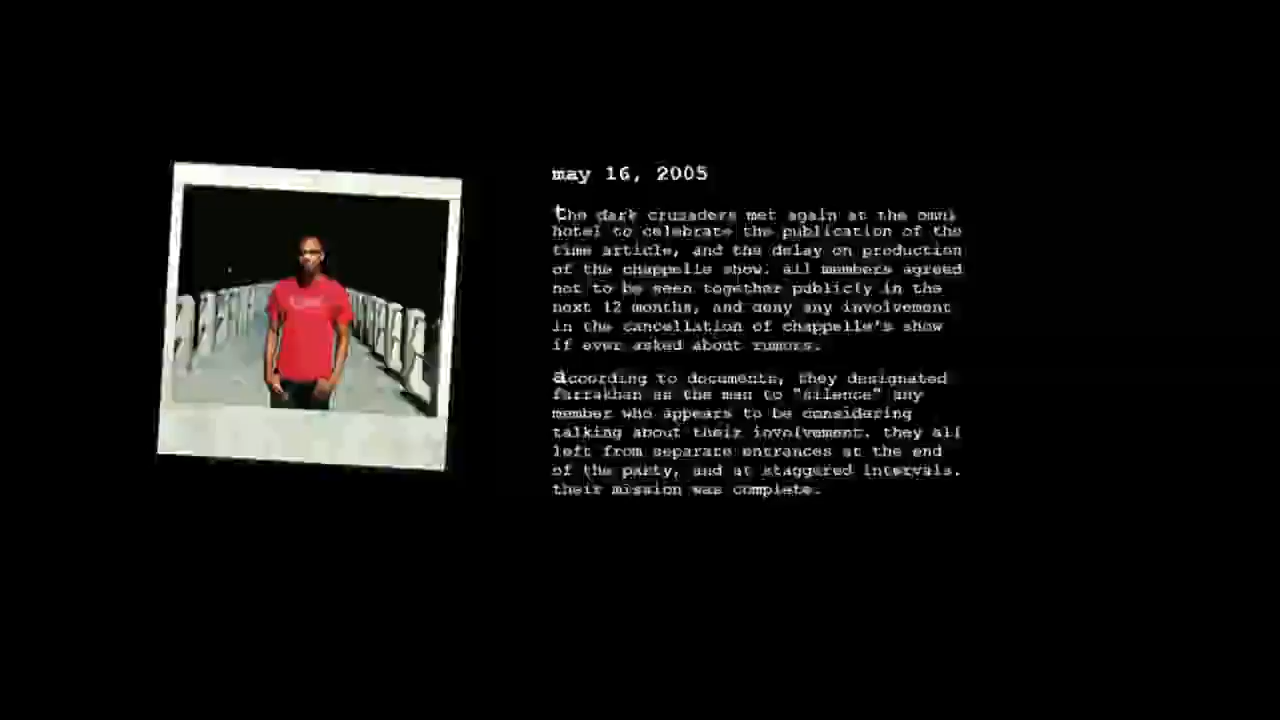 may 16, 2005
the dark crusaders met again at the omni
hotel to celebrate the publication of the
time article, and the delay on production
of the chappelle show. all members agreed
not to be seen together publicly in the
next 12 months, and deny any involvement
in the cancellation of chappelle's show
if ever asked about rumors.
according to documents, they designated
farrakhan as the man to "silence" any
member who appears to be considering
talking about their involvement. they all
left from separate entrances at the end
of the party, and at staggered intervals.
their mission was complete.